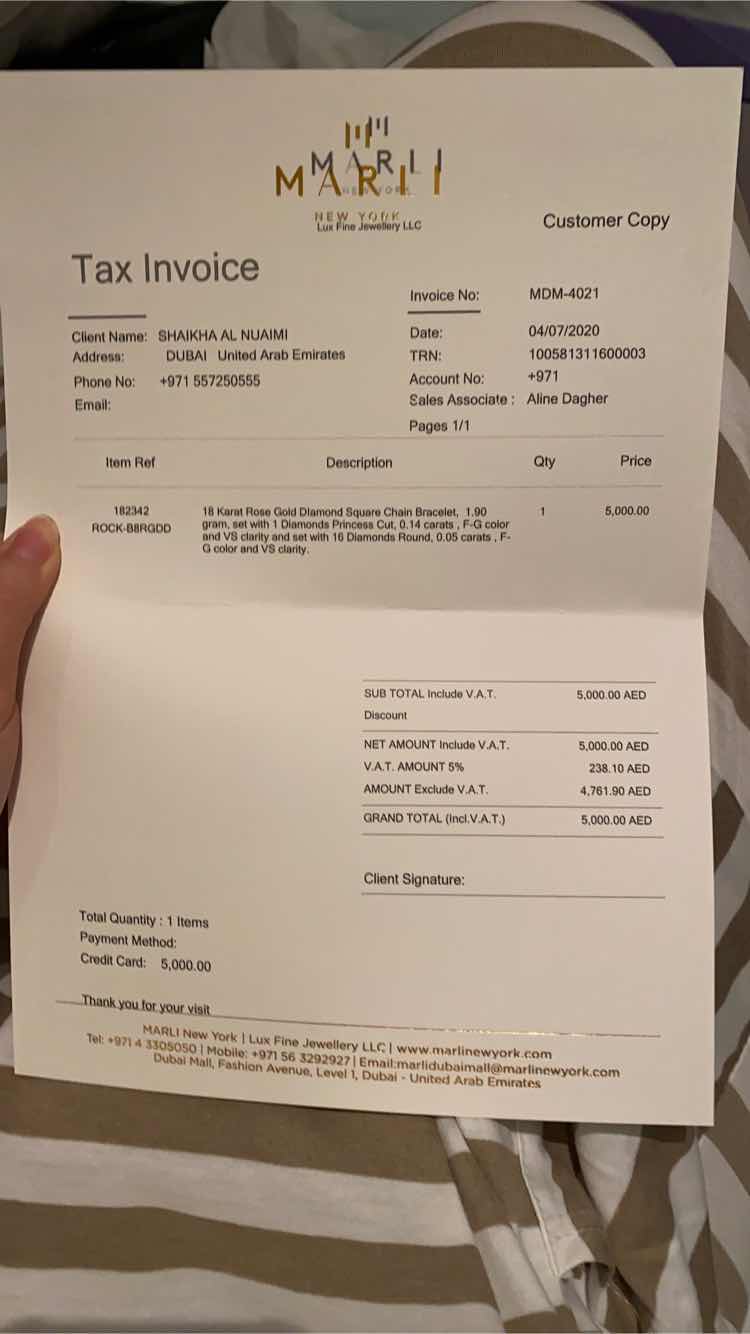 MARLI
NEW YORK
MARLI
NEW YORK
Lux Fine Jewellery LLC
Customer Copy
Tax Invoice
Invoice No: MDM-4021
Client Name: SHAIKHA AL NUAIMI
Date: 04/07/2020
Address: DUBAI United Arab Emirates
TRN: 100581311600003
Phone No: +971 557250555
Account No: +971
Email:
Sales Associate : Aline Dagher
Pages 1/1
Item Ref Description Qty Price
182342 18 Karat Rose Gold Diamond Square Chain Bracelet, 1.90 1 5,000.00
ROCK-B8RGDD gram, set with 1 Diamonds Princess Cut, 0.14 carats , F-G color
and VS clarity and set with 16 Diamonds Round, 0.05 carats , F-
G color and VS clarity.
SUB TOTAL Include V.A.T. 5,000.00 AED
Discount
NET AMOUNT Include V.A.T. 5,000.00 AED
V.A.T. AMOUNT 5% 238.10 AED
AMOUNT Exclude V.A.T. 4,761.90 AED
GRAND TOTAL (Incl.V.A.T.) 5,000.00 AED
Client Signature:
Total Quantity : 1 Items
Payment Method:
Credit Card: 5,000.00
Thank you for your visit
MARLI New York | Lux Fine Jewellery LLC | www.marlinewyork.com
Tel: +971 4 3305050 | Mobile: +971 56 3292927 | Email:marlidubaimall@marlinewyork.com
Dubai Mall, Fashion Avenue, Level 1, Dubai - United Arab Emirates